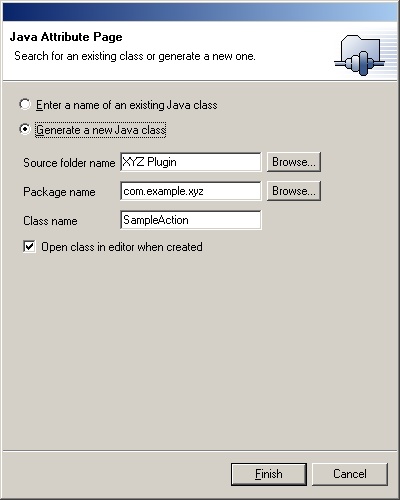 Java Attribute Page
Search for an existing class or generate a new one.
Enter a name of an existing Java class
Generate a new Java class
Source folder name XYZ Plugin Browse...
Package name com.example.xyz Browse...
Class name SampleAction
Open class in editor when created
Finish Cancel